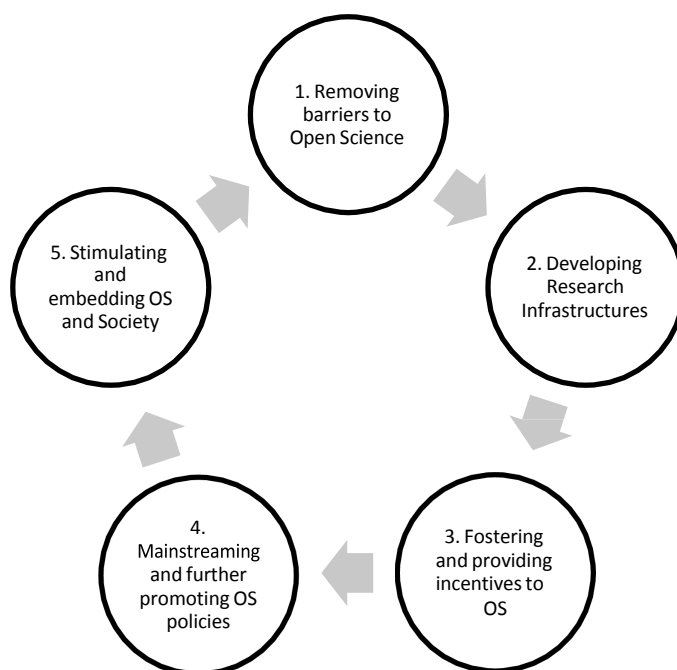 1. Removing
barriers to
Open Science
2. Developing
Research
Infrastructures
3. Fostering
and providing
incentives to
OS
4.
Mainstreaming
and further
promoting OS
policies
5. Stimulating
and
embedding OS
and Society